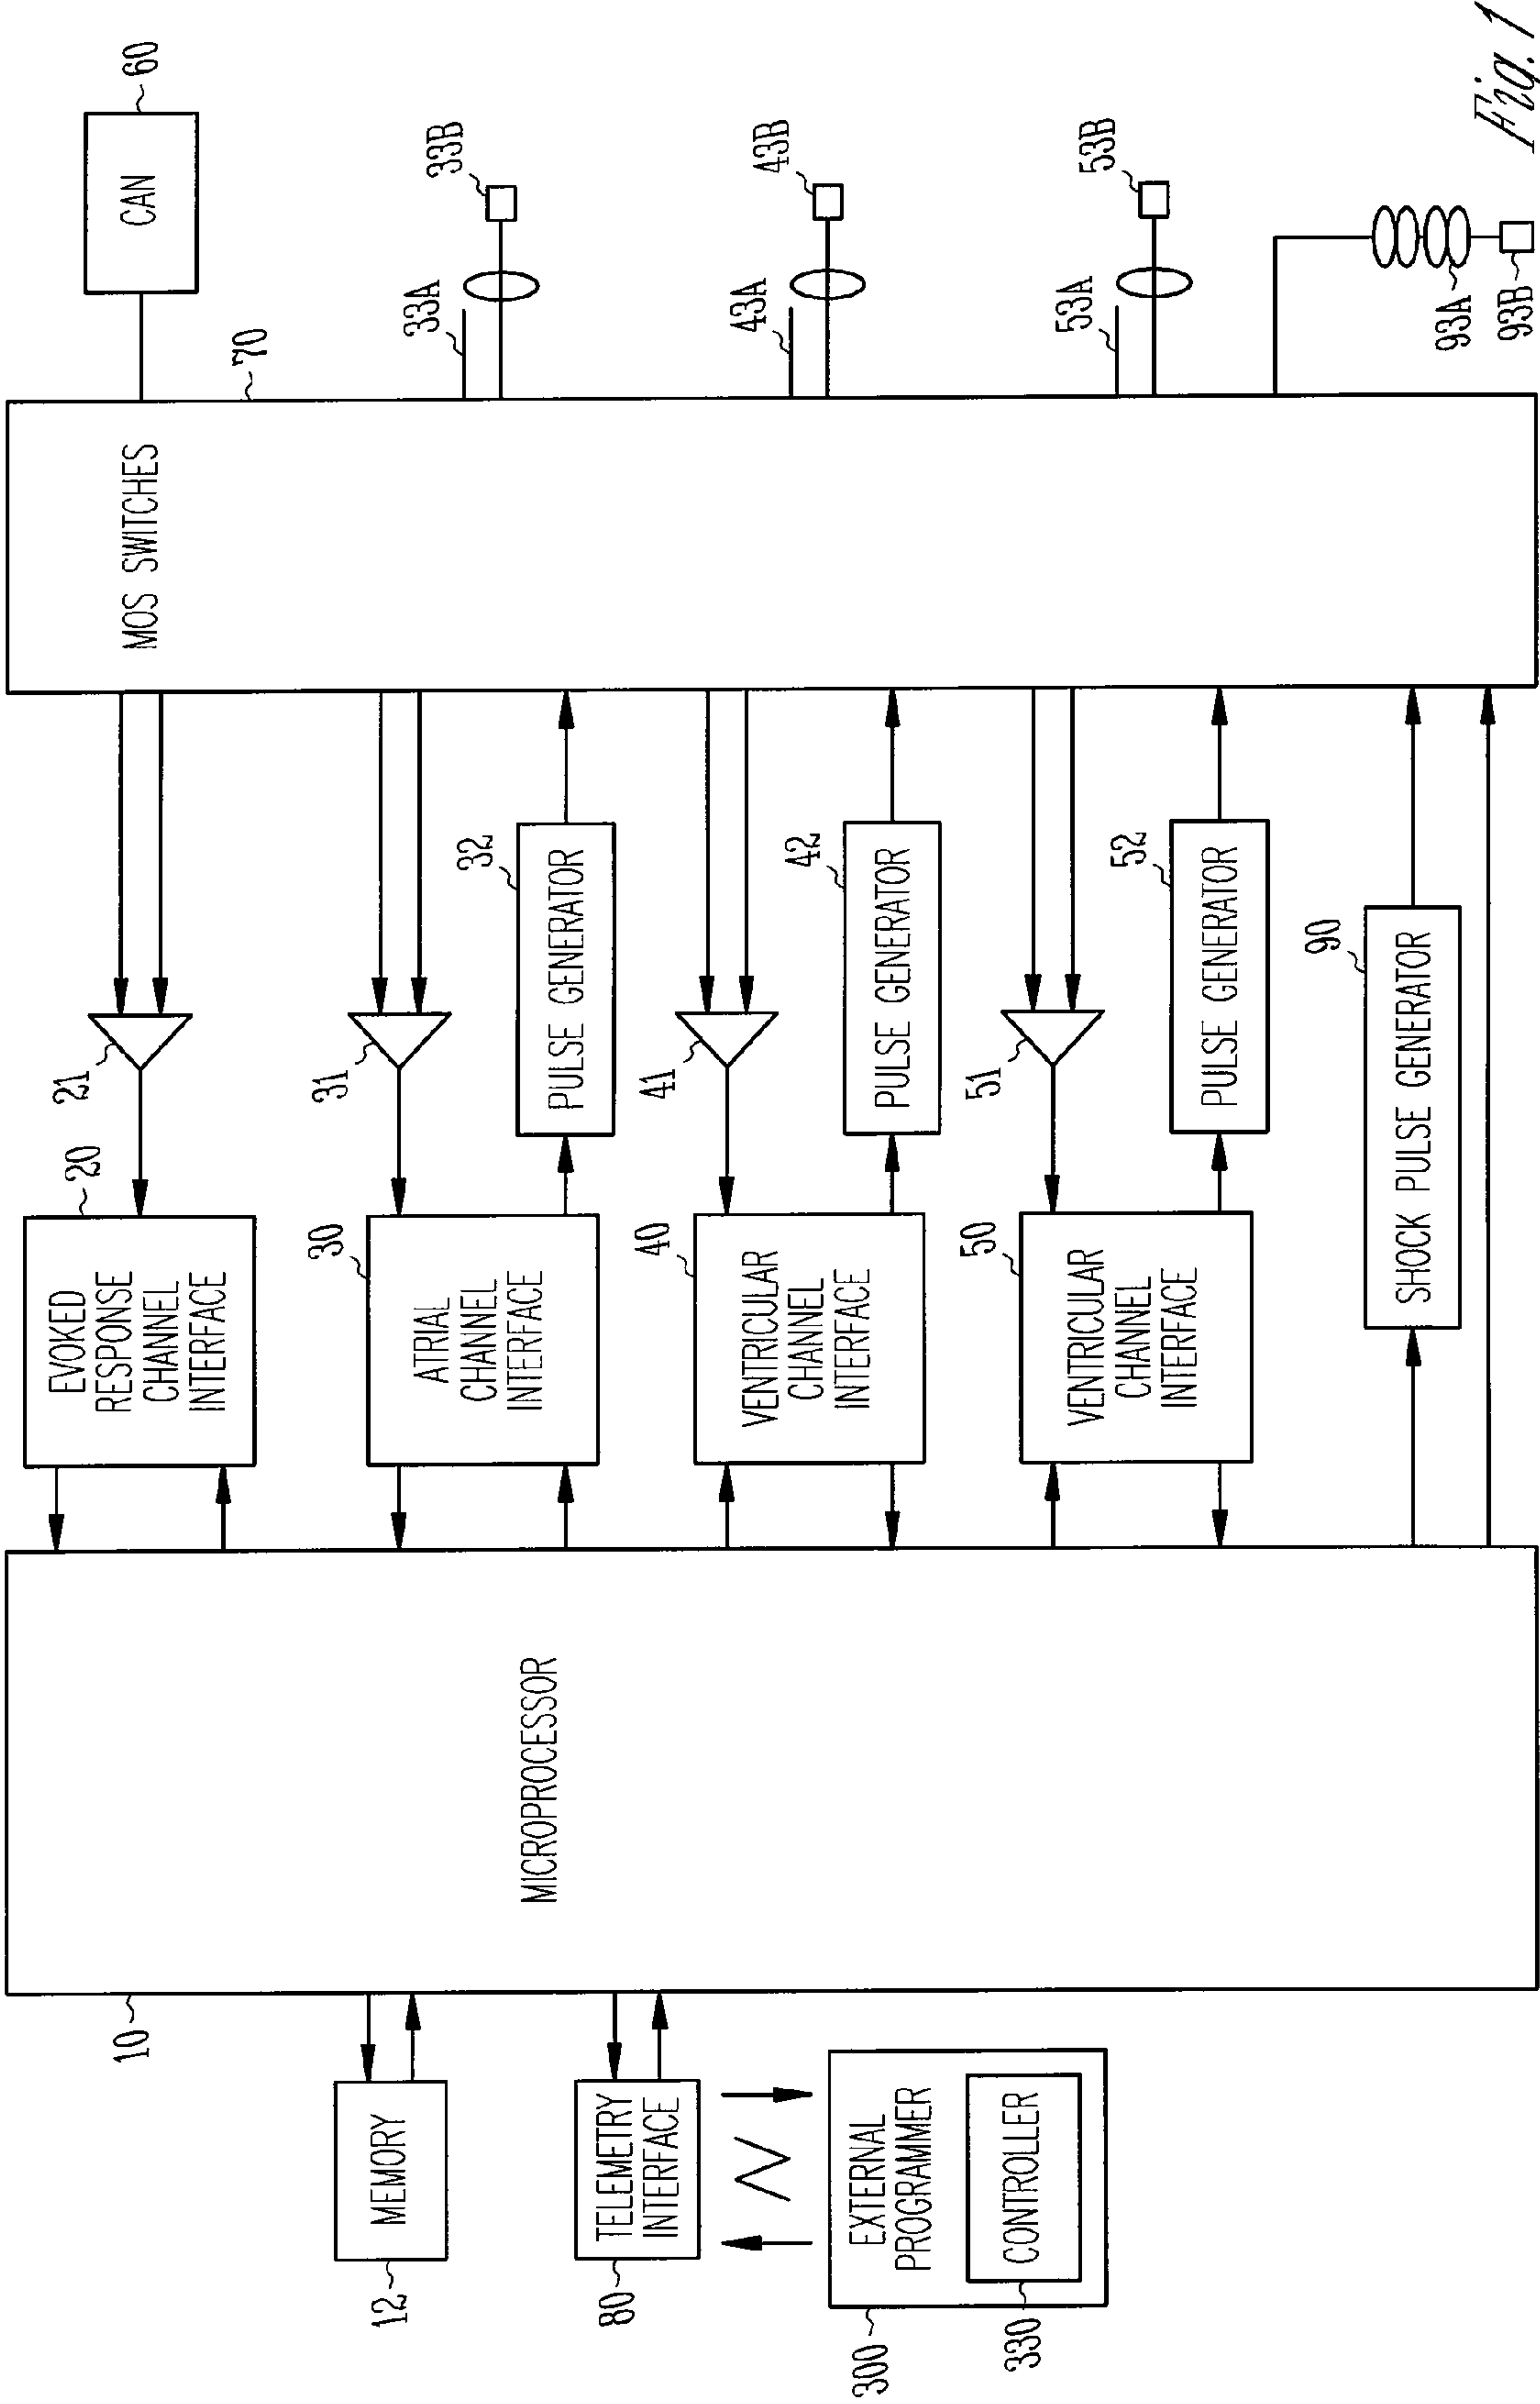 10
MICROPROCESSOR
12
MEMORY
80
TELEMETRY
INTERFACE
300
EXTERNAL
PROGRAMMER
330
CONTROLLER
20
EVOKED
RESPONSE
CHANNEL
INTERFACE
21
30
ATRIAL
CHANNEL
INTERFACE
31
32
PULSE GENERATOR
40
VENTRICULAR
CHANNEL
INTERFACE
41
42
PULSE GENERATOR
50
VENTRICULAR
CHANNEL
INTERFACE
51
52
PULSE GENERATOR
90
SHOCK PULSE GENERATOR
MOS SWITCHES
70
CAN
60
33A
33B
43A
43B
53A
53B
93A
93B
Fig. 1